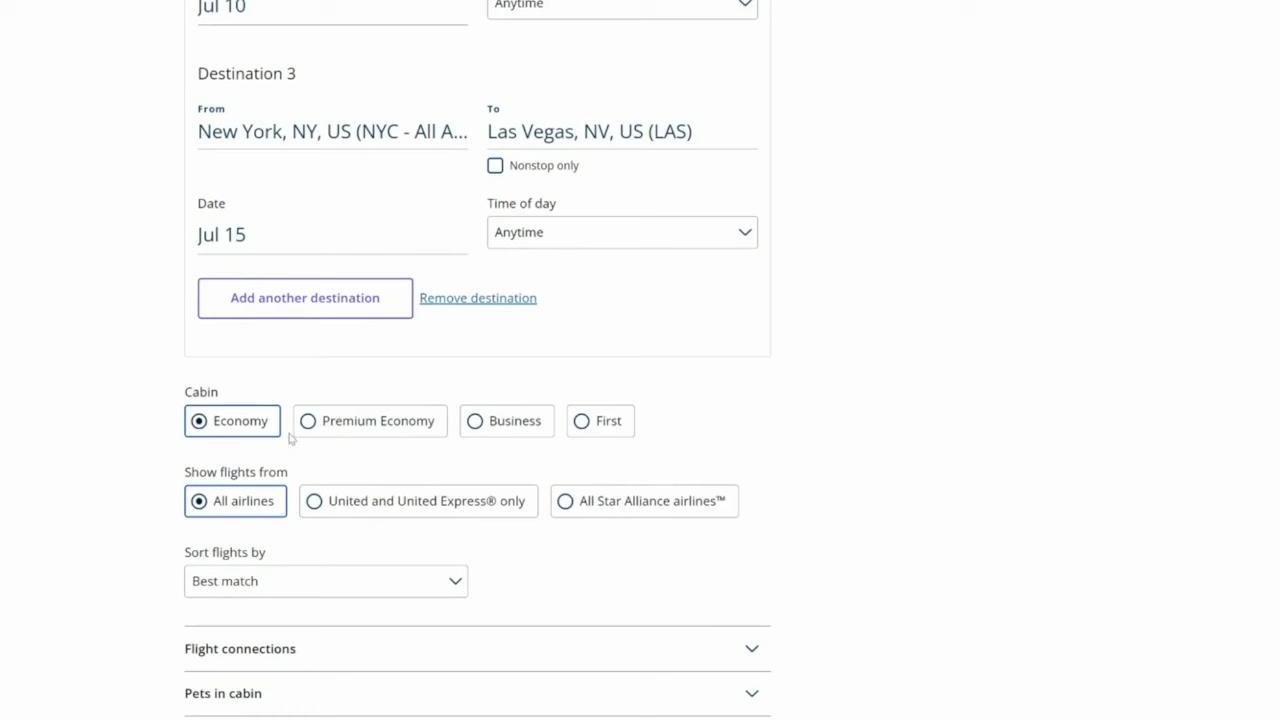 Jul 10
Anytime
Destination 3
From
To
New York, NY, US (NYC - All A...
Las Vegas, NV, US (LAS)
Nonstop only
Date
Time of day
Jul 15
Anytime
Add another destination
Remove destination
Cabin
Economy
Premium Economy
Business
First
Show flights from
All airlines
United and United Express® only
All Star Alliance airlines™
Sort flights by
Best match
Flight connections
Pets in cabin